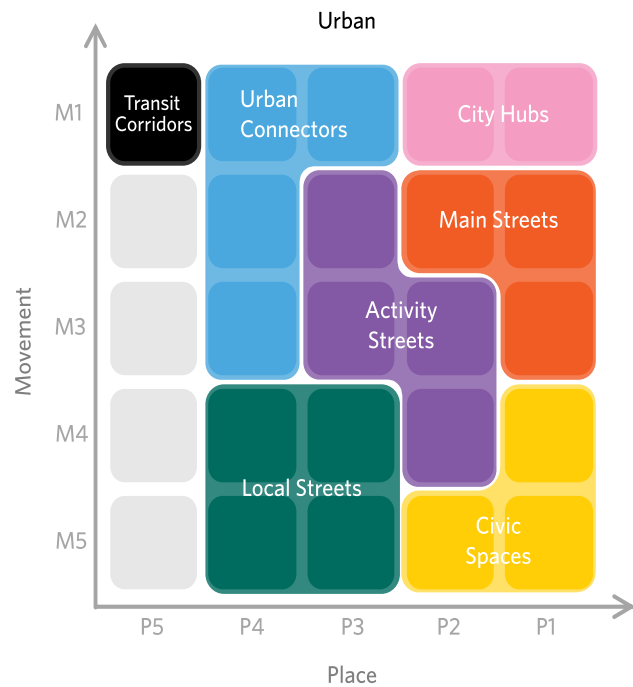 Urban
M1
Transit
Corridors
Urban
Connectors
City Hubs
M2
Main Streets
M3
Activity
Streets
Movement
M4
Local Streets
M5
Civic
Spaces
P5
P4
P3
P2
P1
Place